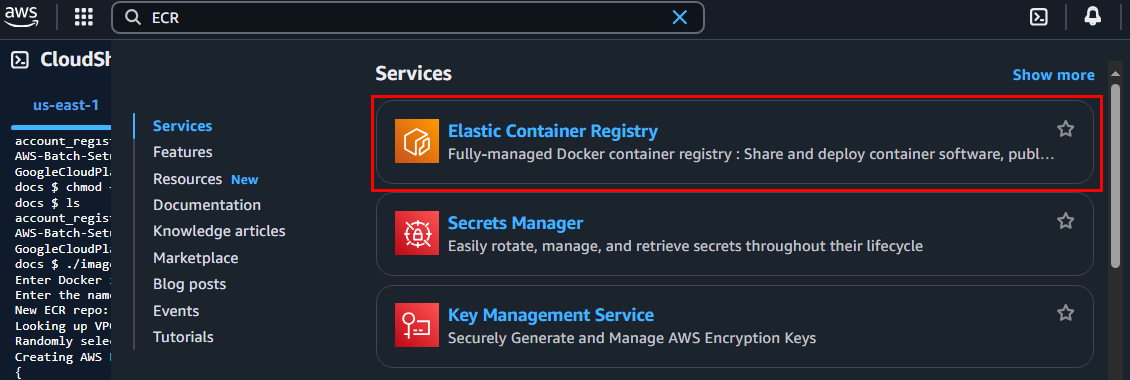 aws
ECR
CloudSh
us-east-1
account_regist
AWS-Batch-Setu
GoogleCloudPla
docs $ chmod
docs $ ls
account_regist
AWS-Batch-Setu
GoogleCloudPla
docs $ ./imag
Enter Docker
Enter the nam
New ECR repo:
Looking up VP
Randomly sele
Creating AWS
{
Services
Features
Resources New
Documentation
Knowledge articles
Marketplace
Blog posts
Events
Tutorials
Services
Show more
Elastic Container Registry
Fully-managed Docker container registry : Share and deploy container software, publ...
Secrets Manager
Easily rotate, manage, and retrieve secrets throughout their lifecycle
Key Management Service
Securely Generate and Manage AWS Encryption Keys